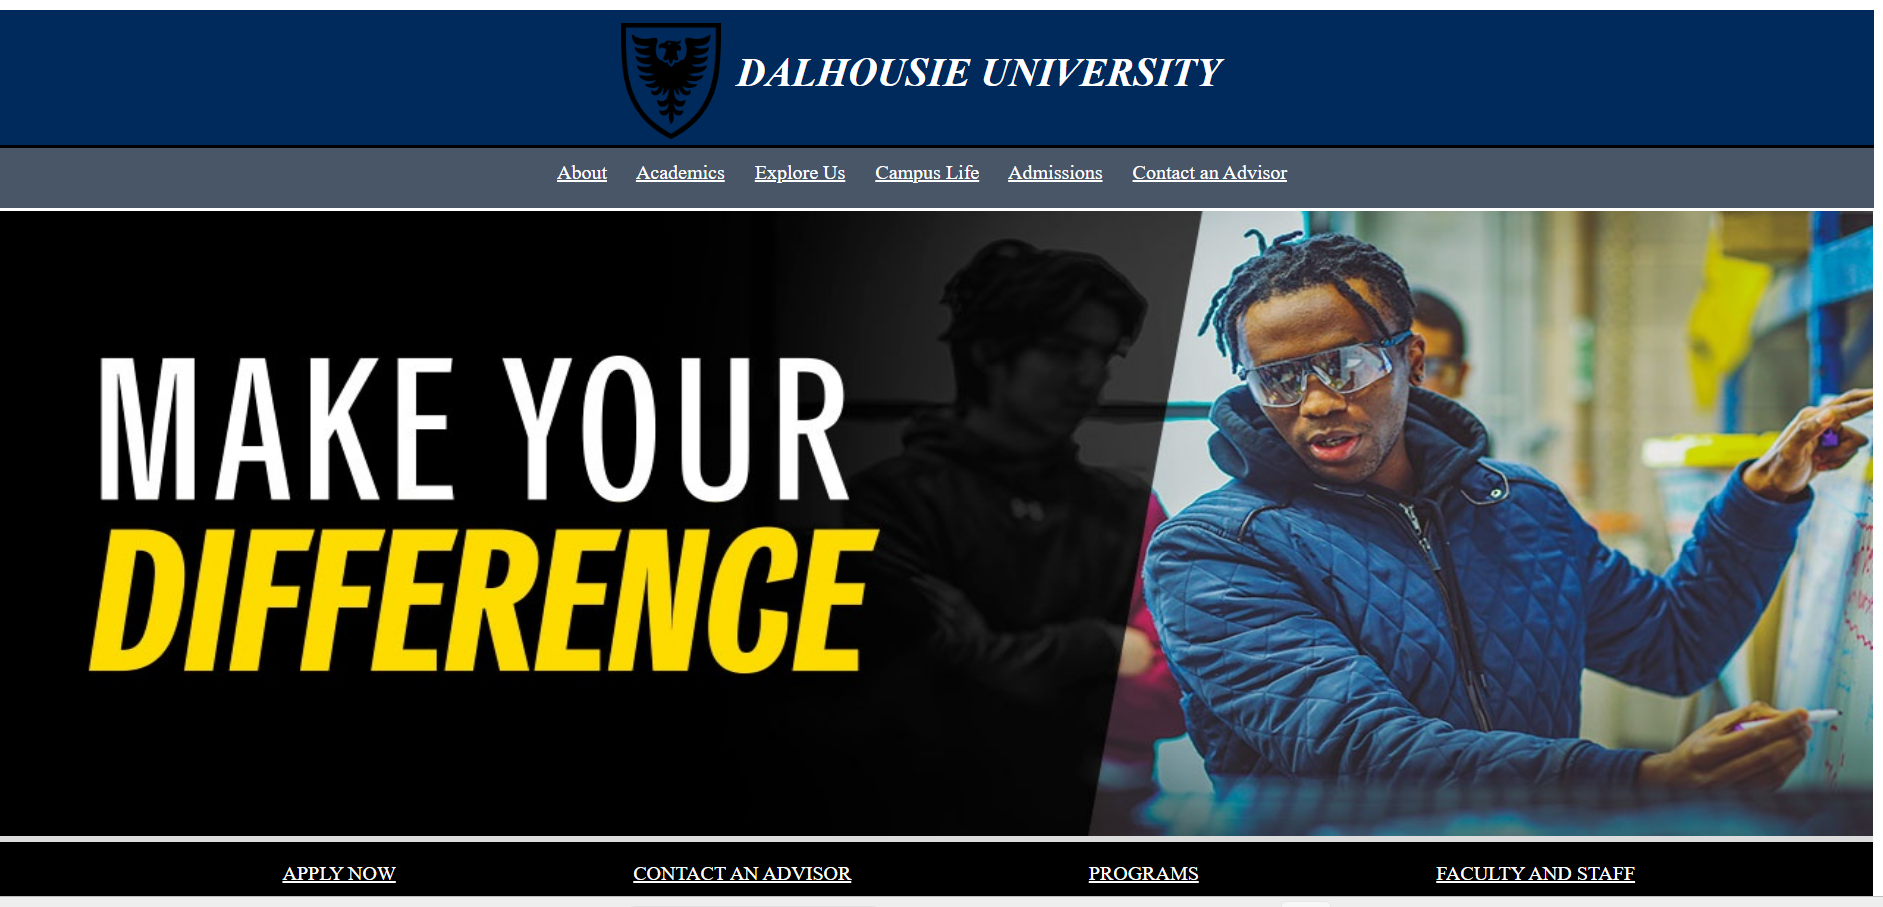 DALHOUSIE UNIVERSITY
About Academics Explore Us Campus Life Admissions Contact an Advisor
MAKE YOUR
DIFFERENCE
APPLY NOW CONTACT AN ADVISOR PROGRAMS FACULTY AND STAFF